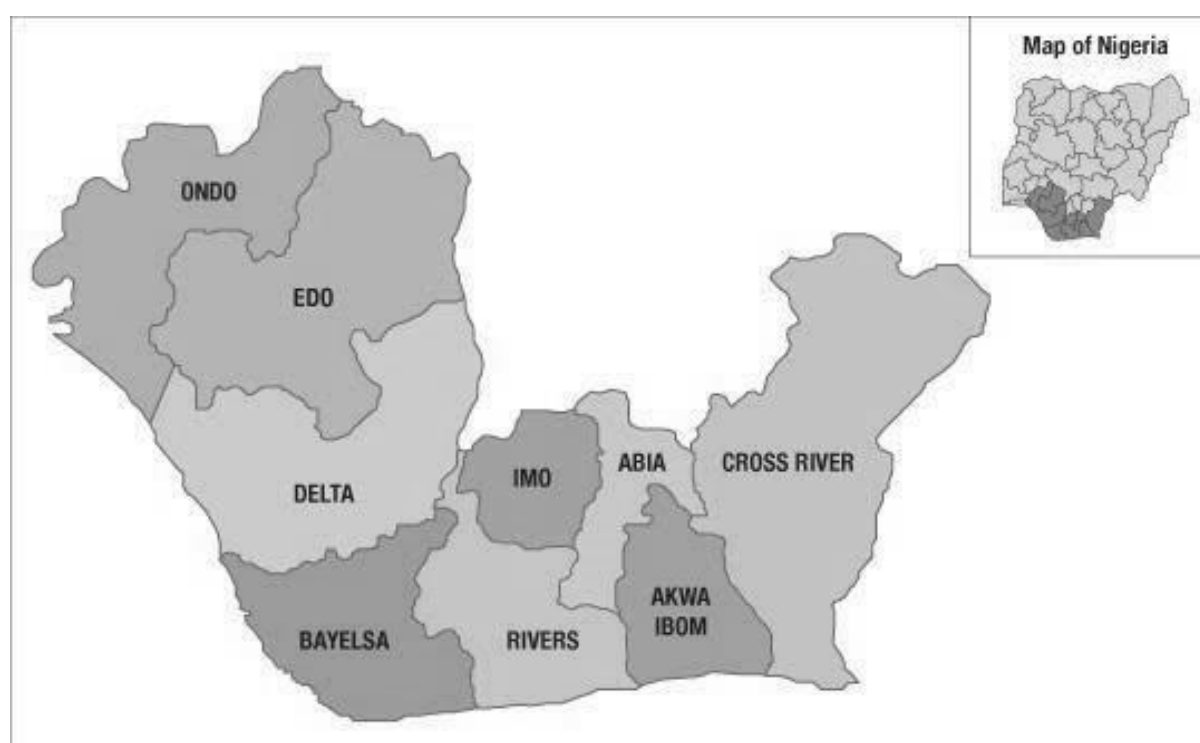 Map of Nigeria
ONDO
EDO
DELTA
IMO
ABIA
CROSS RIVER
BAYELSA
RIVERS
AKWA
IBOM